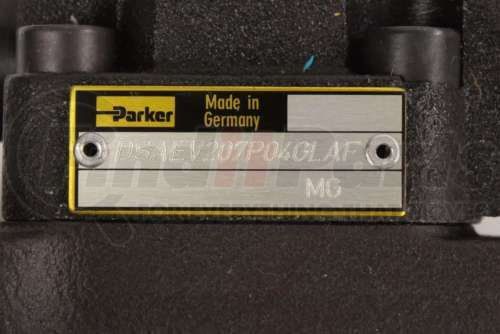 Parker
Made in
Germany
DSAEV207P04GLAF
MG